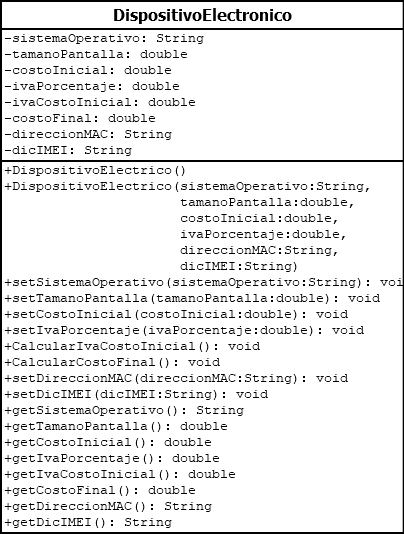 DispositivoElectronico
-sistemaOperativo: String
-tamanoPantalla: double
-costoInicial: double
-ivaPorcentaje: double
-ivaCostoInicial: double
-costoFinal: double
-direccionMAC: String
-dicIMEI: String
+DispositivoElectrico()
+DispositivoElectrico(sistemaOperativo:String,
tamanoPantalla:double,
costoInicial:double,
ivaPorcentaje:double,
direccionMAC:String,
dicIMEI:String)
+setSistemaOperativo(sistemaOperativo:String): voi
+setTamanoPantalla(tamanoPantalla:double): void
+setCostoInicial(costoInicial:double): void
+setIvaPorcentaje(ivaPorcentaje:double): void
+CalcularIvaCostoInicial(): void
+CalcularCostoFinal(): void
+setDireccionMAC(direccionMAC:String): void
+setDicIMEI(dicIMEI:String): void
+getSistemaOperativo(): String
+getTamanoPantalla(): double
+getCostoInicial(): double
+getIvaPorcentaje(): double
+getIvaCostoInicial(): double
+getCostoFinal(): double
+getDireccionMAC(): String
+getDicIMEI(): String